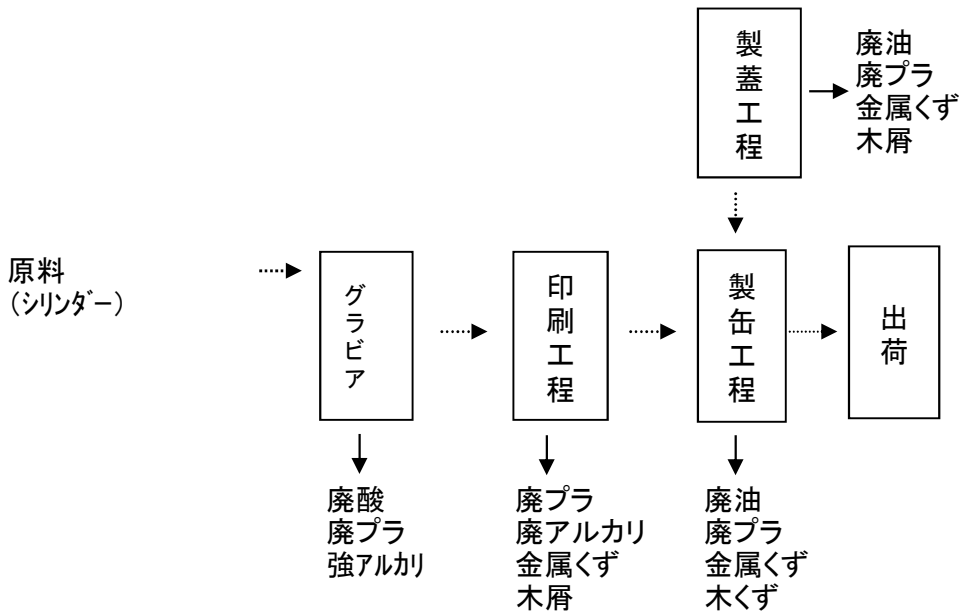 製蓋工程
廃油
廃プラ
金属くず
木屑
原料
(シリンダー)
グラビア
印刷工程
製缶工程
出荷
廃酸
廃プラ
強アルカリ
廃プラ
廃アルカリ
金属くず
木屑
廃油
廃プラ
金属くず
木くず